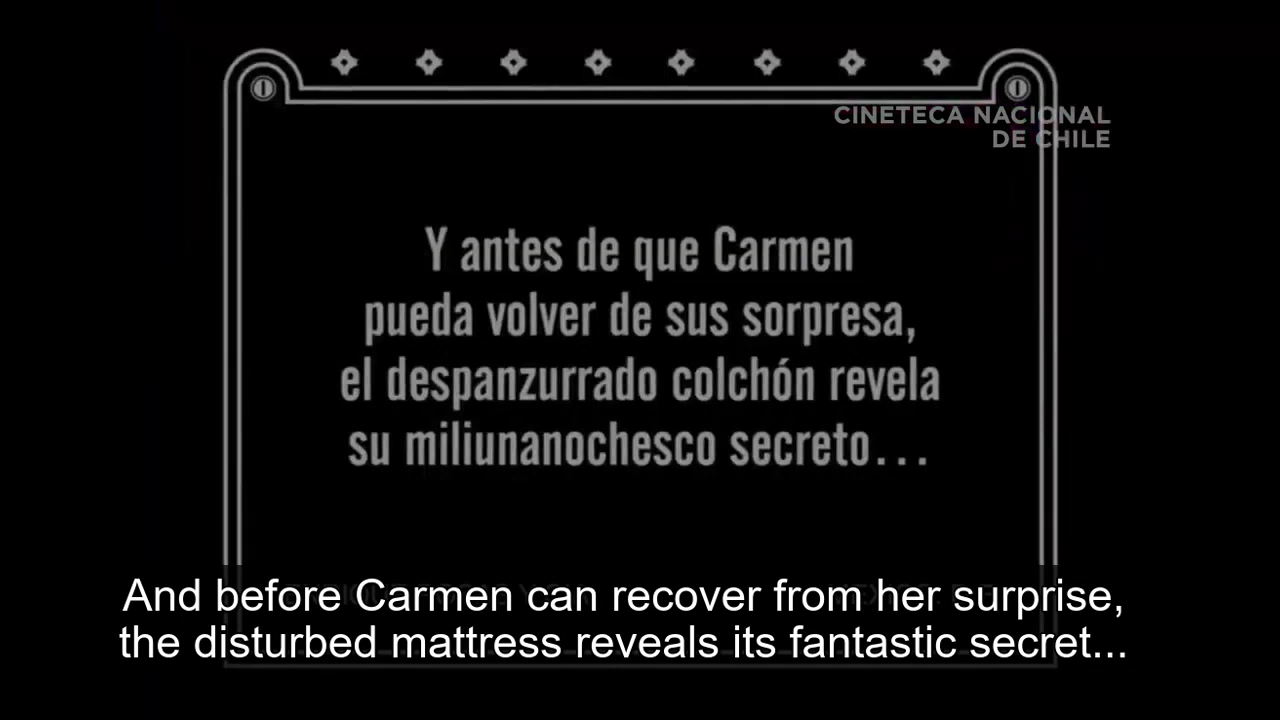 CINETECA NACIONAL
DE CHILE
Y antes de que Carmen
pueda volver de sus sorpresa,
el despanzurrado colchón revela
su miliunanochesco secreto...
And before Carmen can recover from her surprise,
the disturbed mattress reveals its fantastic secret...